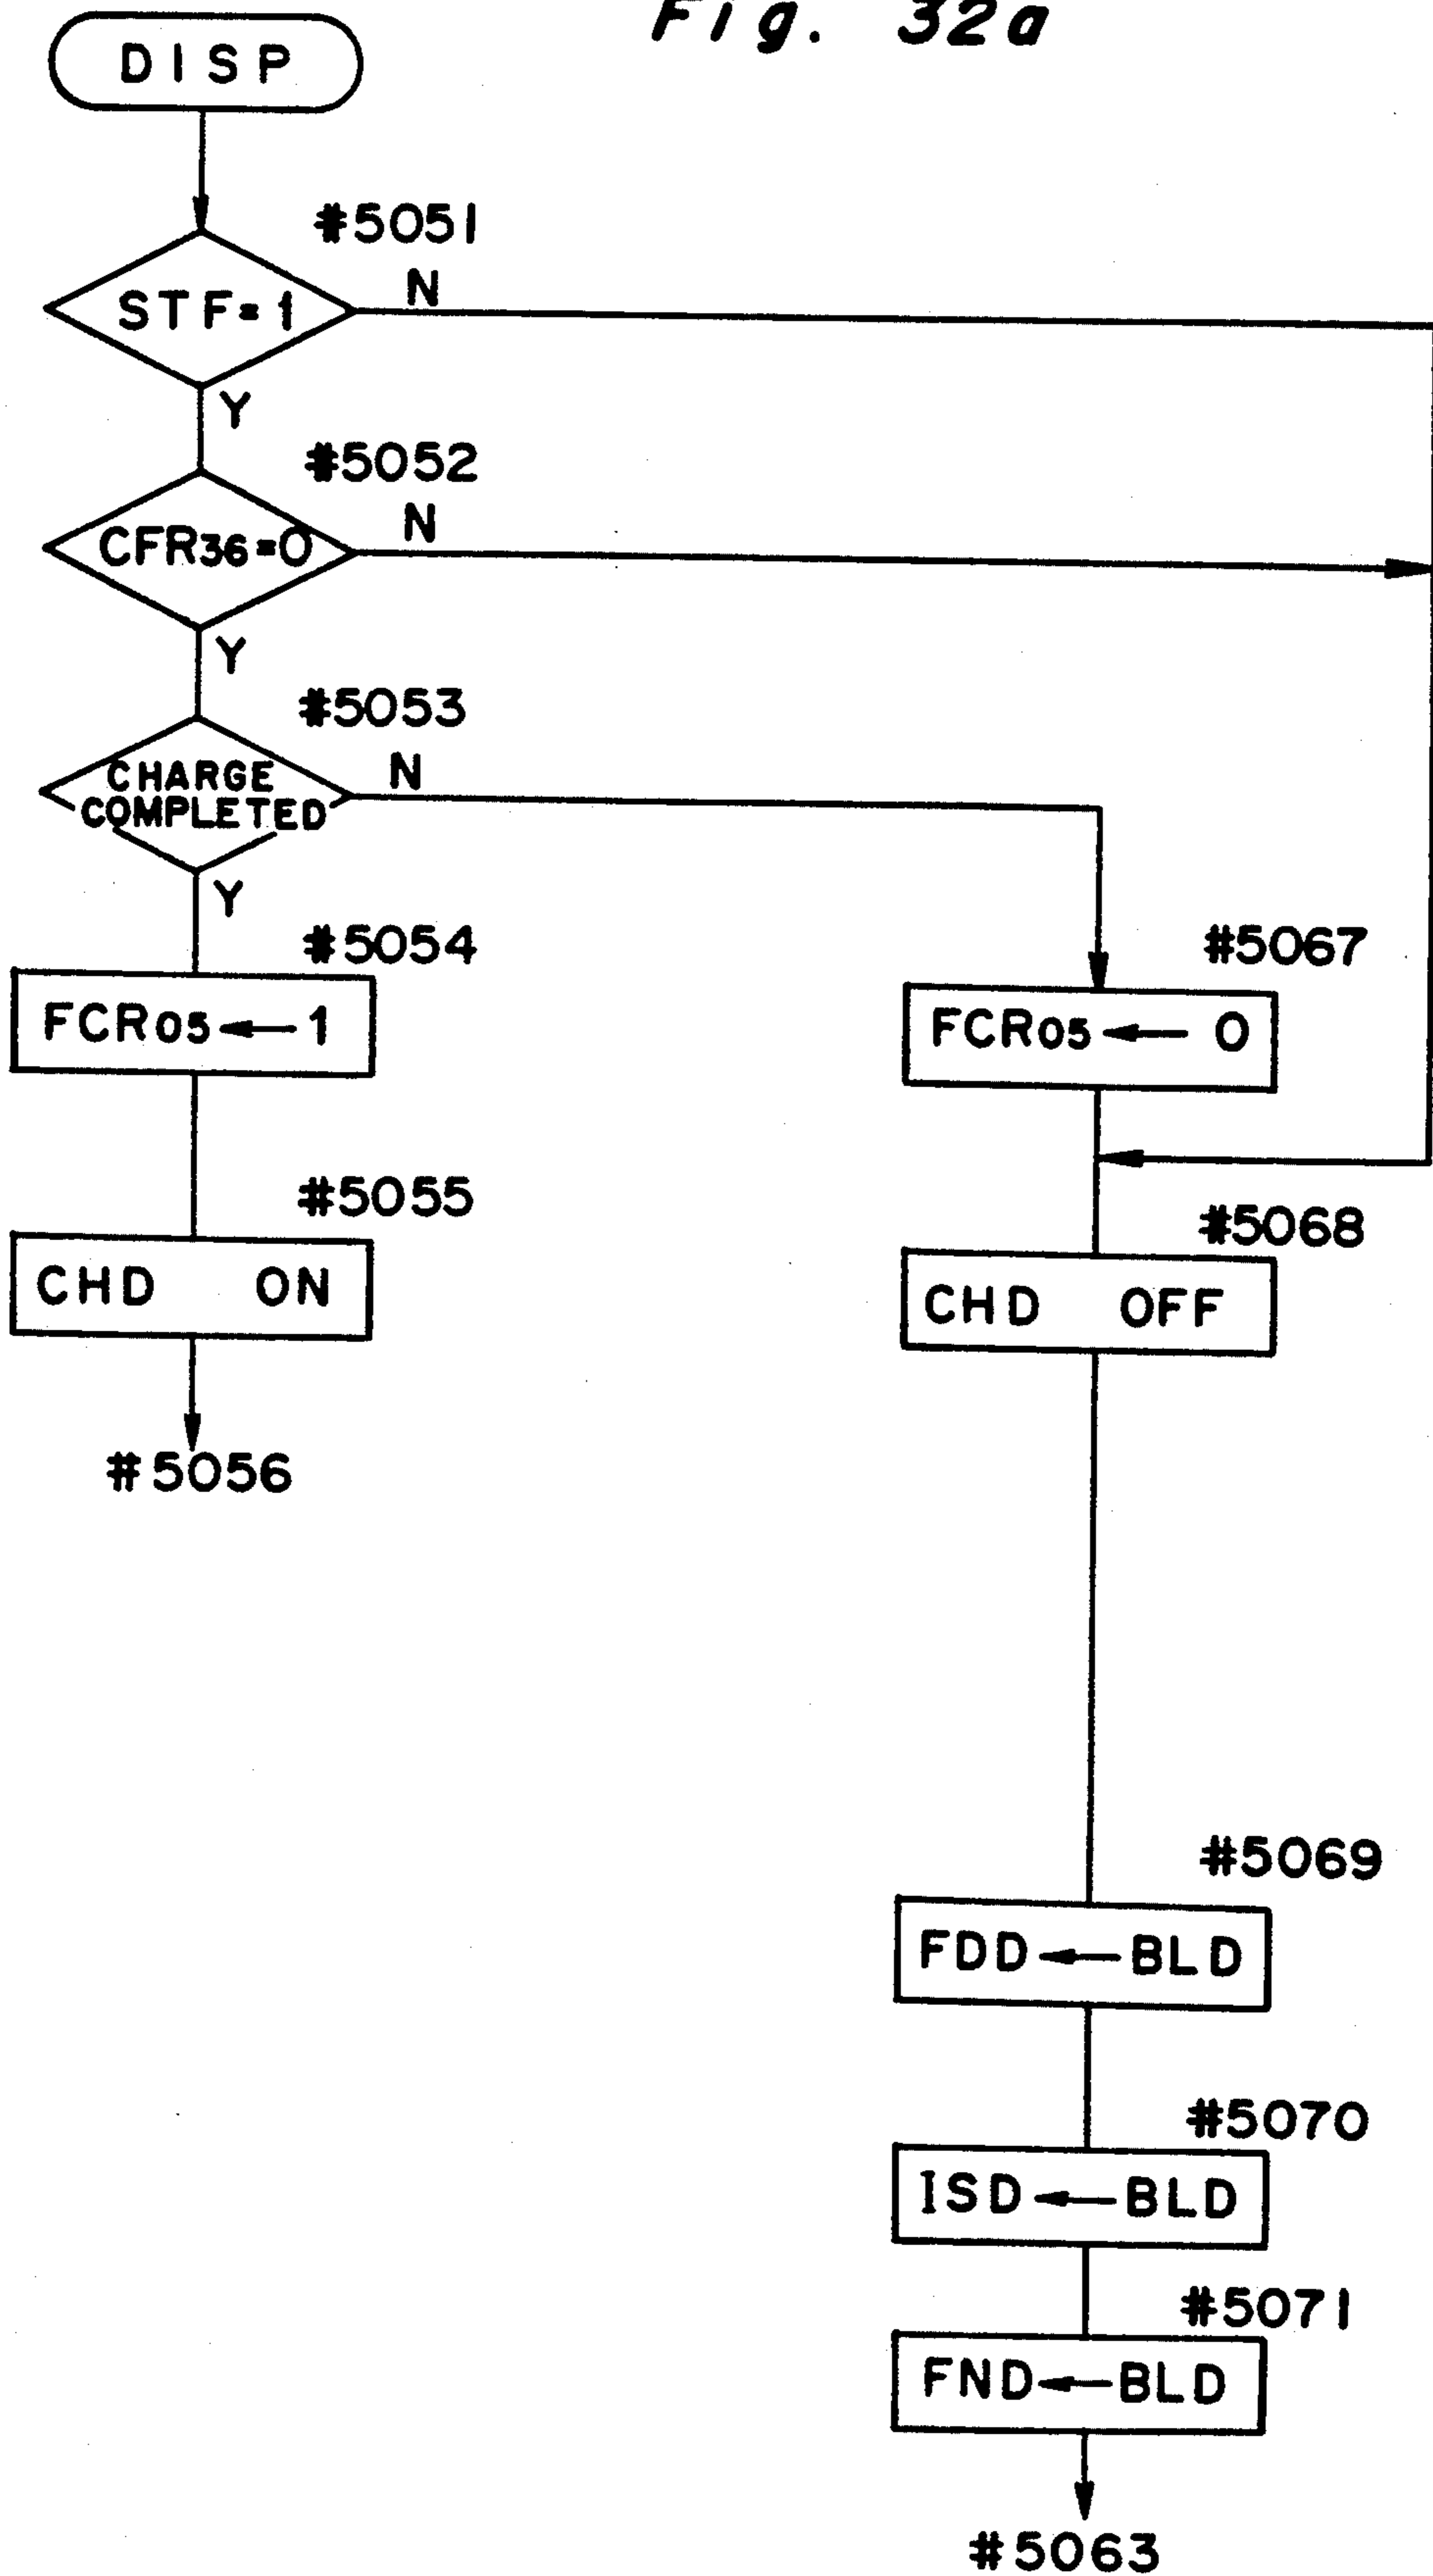 Fig. 32a
DISP
#5051
STF=1
N
Y
#5052
CFR36=0
N
Y
#5053
CHARGE
COMPLETED
N
Y
#5054
FCR05←1
#5067
FCR05←0
#5055
CHD ON
#5068
CHD OFF
#5056
#5069
FDD←BLD
#5070
ISD←BLD
#5071
FND←BLD
#5063